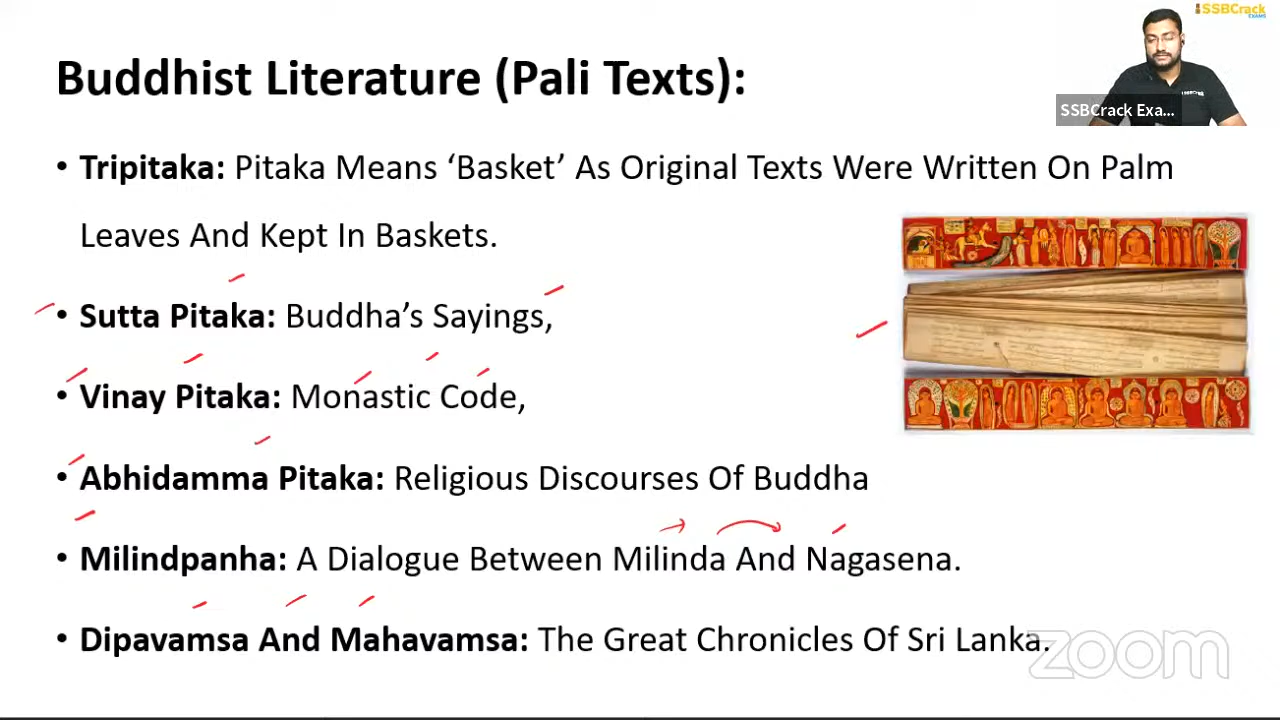 SSBCrack
EXAMS
Buddhist Literature (Pali Texts):
SSBCrack Exa...
• Tripitaka: Pitaka Means ‘Basket’ As Original Texts Were Written On Palm
Leaves And Kept In Baskets.
• Sutta Pitaka: Buddha’s Sayings,
• Vinay Pitaka: Monastic Code,
• Abhidamma Pitaka: Religious Discourses Of Buddha
• Milindpanha: A Dialogue Between Milinda And Nagasena.
• Dipavamsa And Mahavamsa: The Great Chronicles Of Sri Lanka.
zoom